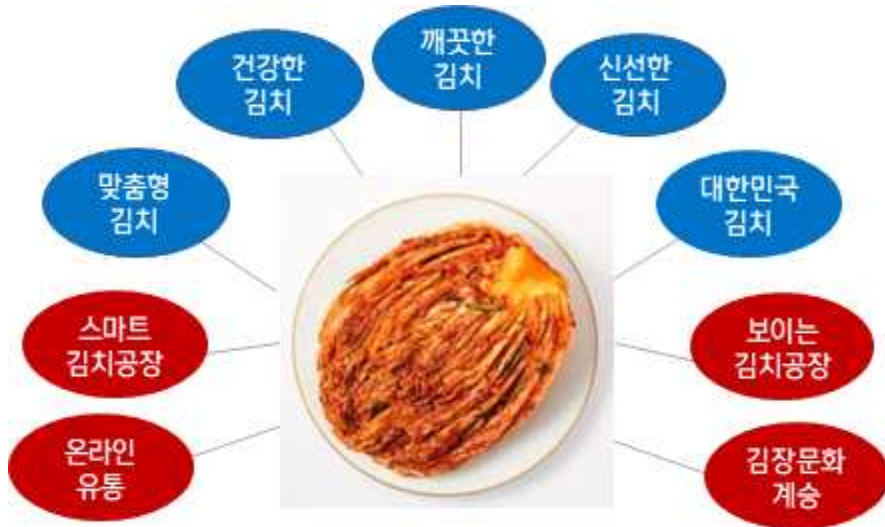 깨끗한
김치
건강한
김치
신선한
김치
맞춤형
김치
대한민국
김치
스마트
김치공장
보이는
김치공장
온라인
유통
김장문화
계승